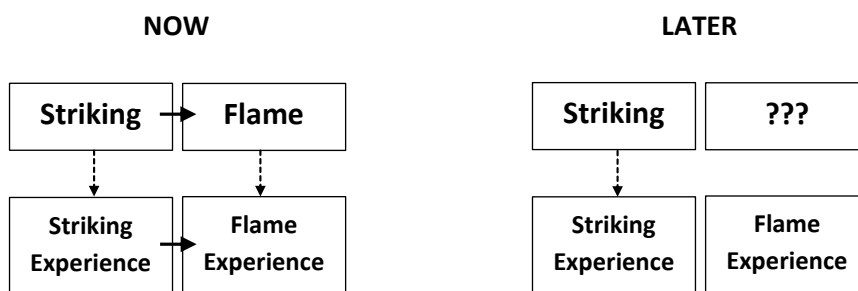 NOW
LATER
Striking
Flame
Striking
???
Striking
Experience
Flame
Experience
Striking
Experience
Flame
Experience